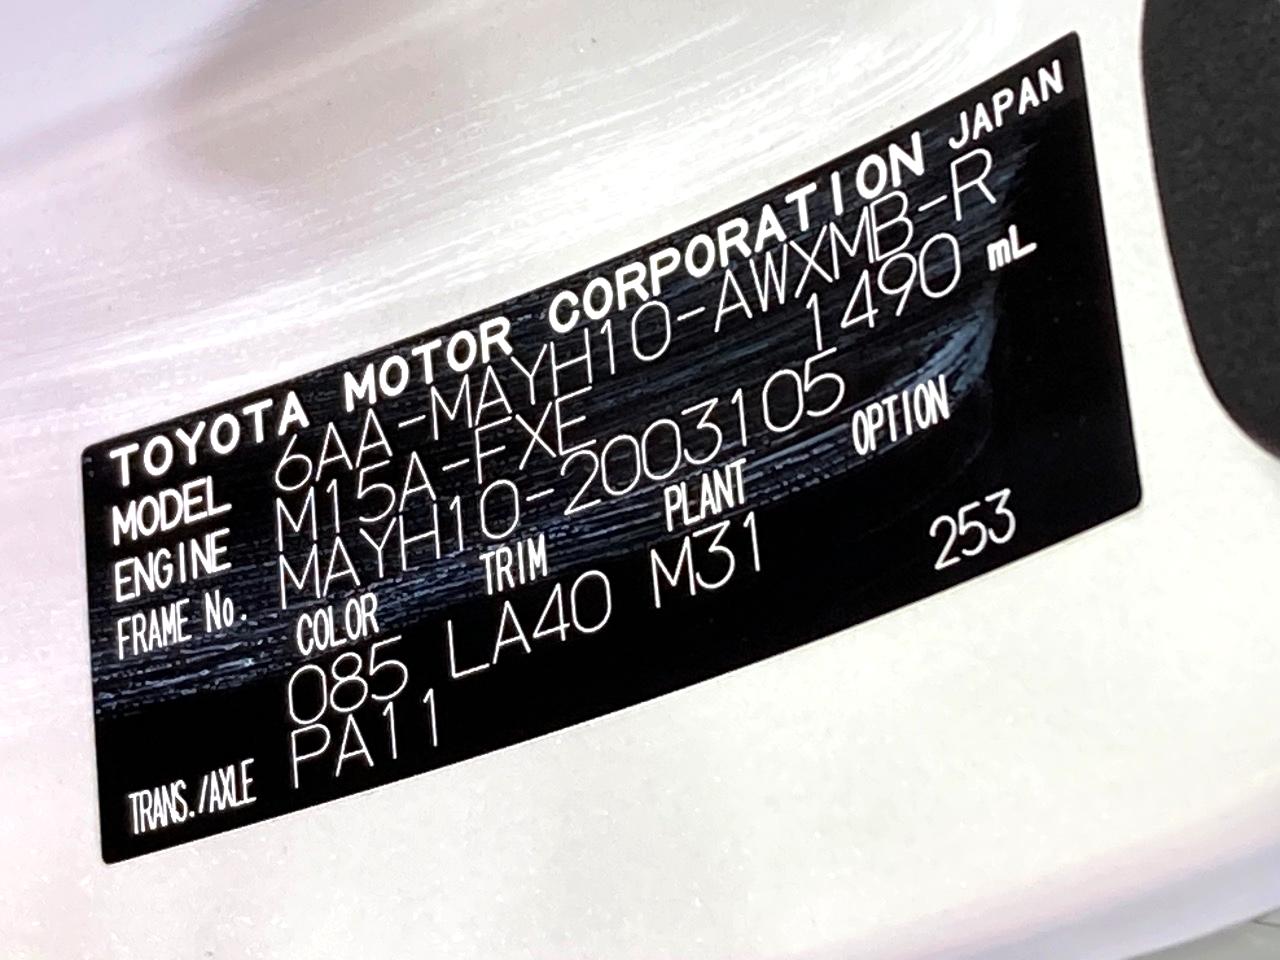 TOYOTA MOTOR CORPORATION JAPAN
MODEL 6AA-MAYH10-AWXMB-R
ENGINE M15A-FXE 1490 mL
FRAME No. MAYH10-2003105
COLOR TRIM PLANT OPTION
085 LA40 M31 253
TRANS./AXLE PA11